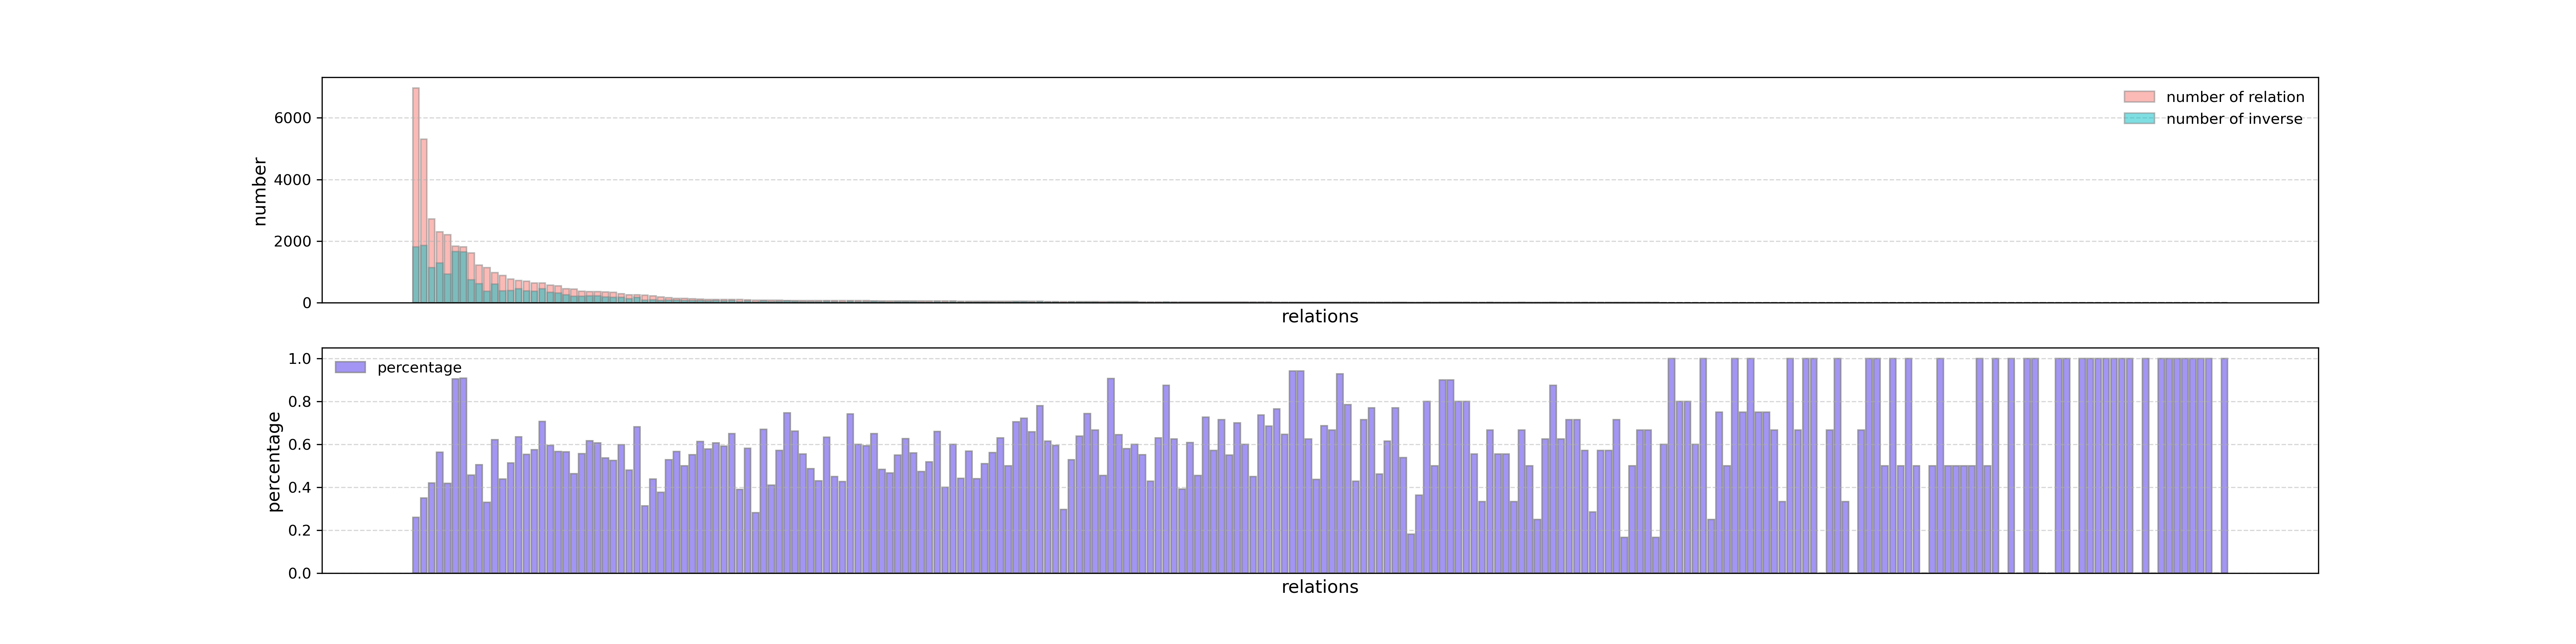 number of relation
number of inverse
6000
4000
2000
0
number
relations
percentage
1.0
0.8
0.6
0.4
0.2
0.0
percentage
relations